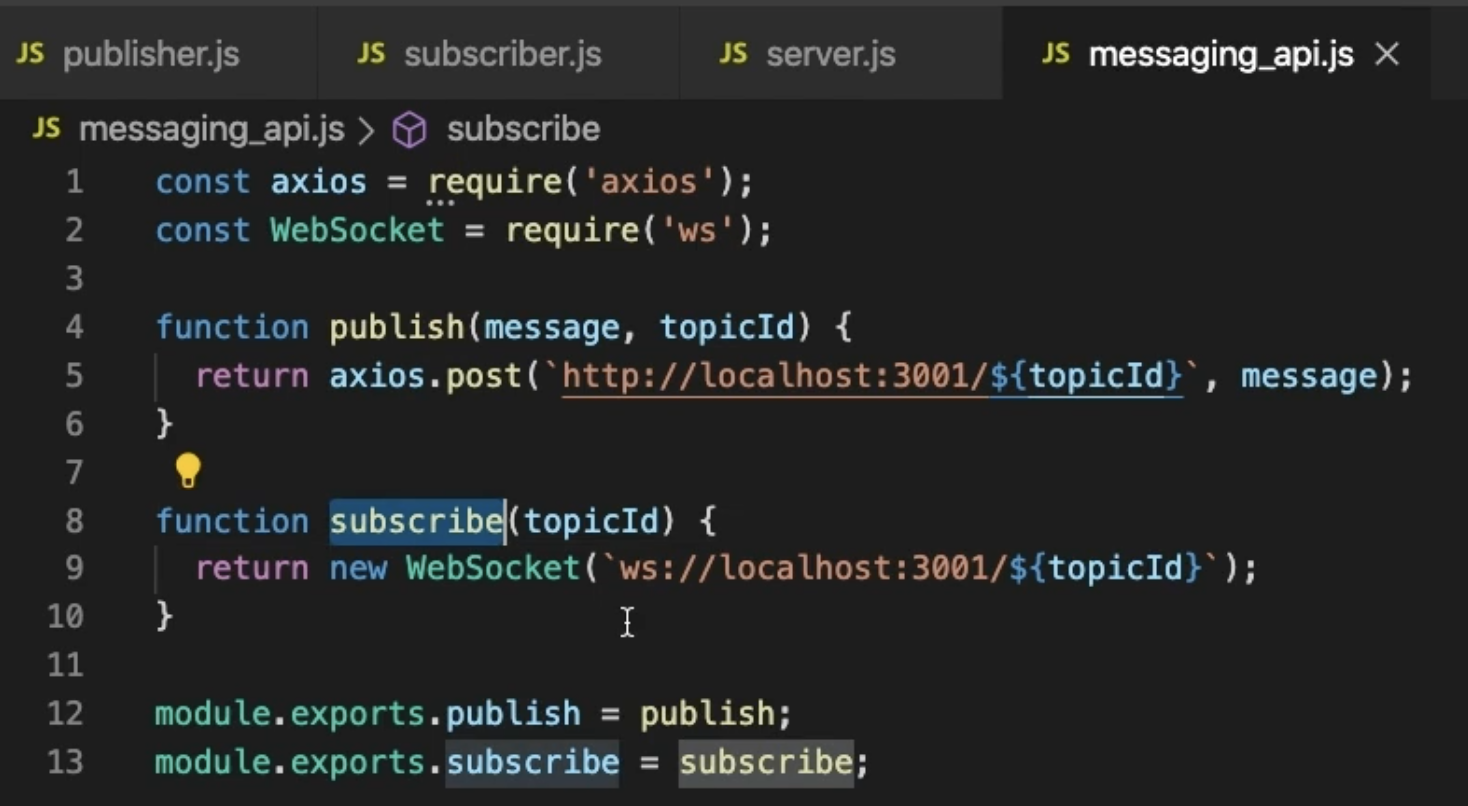 JS publisher.js JS subscriber.js JS server.js JS messaging_api.js ×
JS messaging_api.js > subscribe
1 const axios = require('axios');
2 const WebSocket = require('ws');
3
4 function publish(message, topicId) {
5 return axios.post(`http://localhost:3001/${topicId}`, message);
6 }
7
8 function subscribe(topicId) {
9 return new WebSocket(`ws://localhost:3001/${topicId}`);
10 }
11
12 module.exports.publish = publish;
13 module.exports.subscribe = subscribe;